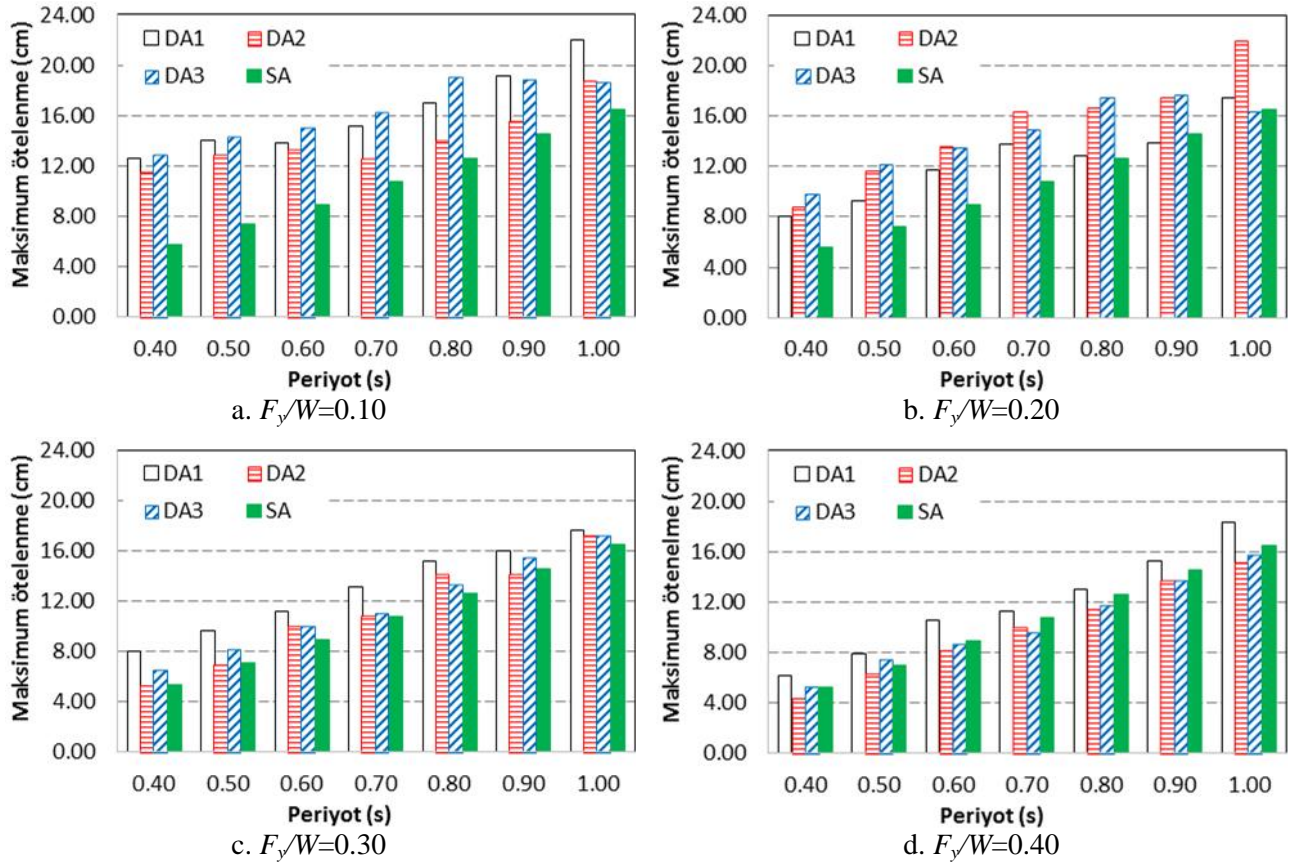 24.00
20.00
16.00
12.00
8.00
4.00
0.00
Maksimum ötelenme (cm)
DA1 DA2
DA3 SA
0.40 0.50 0.60 0.70 0.80 0.90 1.00
Periyot (s)
a. Fy/W=0.10
24.00
20.00
16.00
12.00
8.00
4.00
0.00
Maksimum ötelenme (cm)
DA1 DA2
DA3 SA
0.40 0.50 0.60 0.70 0.80 0.90 1.00
Periyot (s)
b. Fy/W=0.20
24.00
20.00
16.00
12.00
8.00
4.00
0.00
Maksimum ötelenme (cm)
DA1 DA2
DA3 SA
0.40 0.50 0.60 0.70 0.80 0.90 1.00
Periyot (s)
c. Fy/W=0.30
24.00
20.00
16.00
12.00
8.00
4.00
0.00
Maksimum ötenelme (cm)
DA1 DA2
DA3 SA
0.40 0.50 0.60 0.70 0.80 0.90 1.00
Periyot (s)
d. Fy/W=0.40